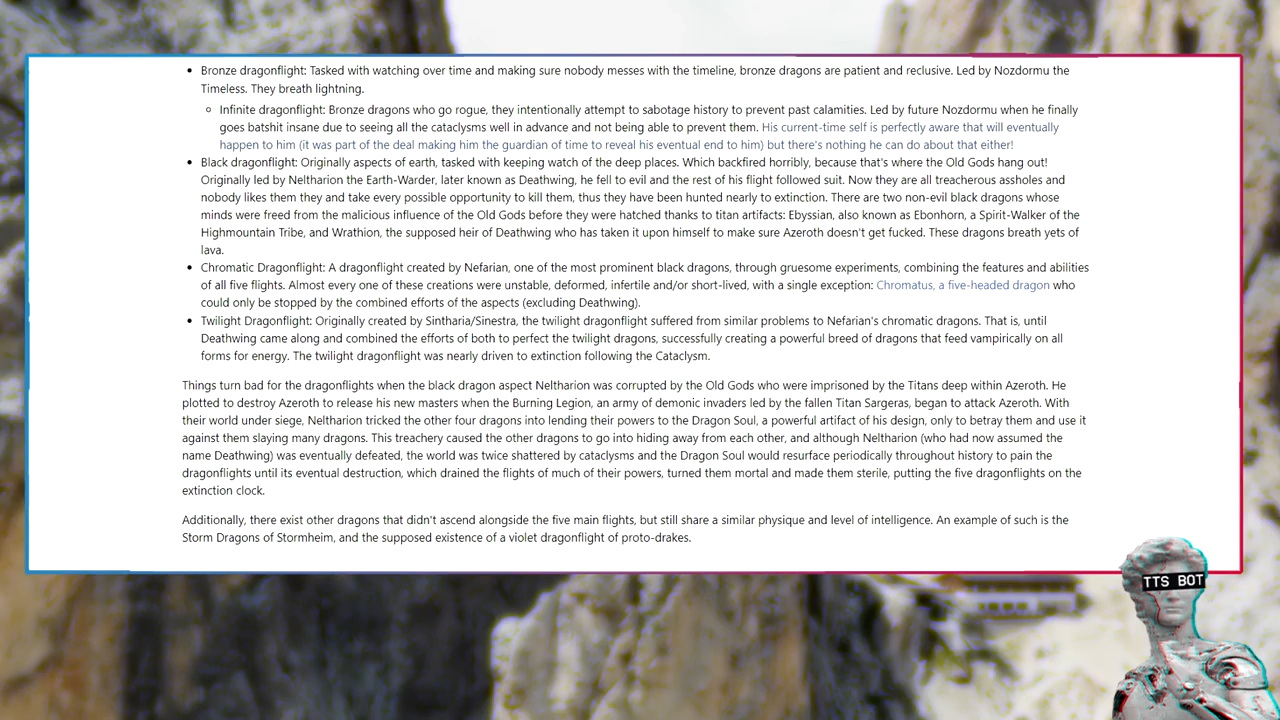 • Bronze dragonflight: Tasked with watching over time and making sure nobody messes with the timeline, bronze dragons are patient and reclusive. Led by Nozdormu the
Timeless. They breath lightning.
◦ Infinite dragonflight: Bronze dragons who go rogue, they intentionally attempt to sabotage history to prevent past calamities. Led by future Nozdormu when he finally
goes batshit insane due to seeing all the cataclysms well in advance and not being able to prevent them. His current-time self is perfectly aware that will eventually
happen to him (it was part of the deal making him the guardian of time to reveal his eventual end to him) but there's nothing he can do about that either!
• Black dragonflight: Originally aspects of earth, tasked with keeping watch of the deep places. Which backfired horribly, because that's where the Old Gods hang out!
Originally led by Neltharion the Earth-Warder, later known as Deathwing, he fell to evil and the rest of his flight followed suit. Now they are all treacherous assholes and
nobody likes them they and take every possible opportunity to kill them, thus they have been hunted nearly to extinction. There are two non-evil black dragons whose
minds were freed from the malicious influence of the Old Gods before they were hatched thanks to titan artifacts: Ebyssian, also known as Ebonhorn, a Spirit-Walker of the
Highmountain Tribe, and Wrathion, the supposed heir of Deathwing who has taken it upon himself to make sure Azeroth doesn't get fucked. These dragons breath yets of
lava.
• Chromatic Dragonflight: A dragonflight created by Nefarian, one of the most prominent black dragons, through gruesome experiments, combining the features and abilities
of all five flights. Almost every one of these creations were unstable, deformed, infertile and/or short-lived, with a single exception: Chromatus, a five-headed dragon who
could only be stopped by the combined efforts of the aspects (excluding Deathwing).
• Twilight Dragonflight: Originally created by Sintharia/Sinestra, the twilight dragonflight suffered from similar problems to Nefarian's chromatic dragons. That is, until
Deathwing came along and combined the efforts of both to perfect the twilight dragons, successfully creating a powerful breed of dragons that feed vampirically on all
forms for energy. The twilight dragonflight was nearly driven to extinction following the Cataclysm.
Things turn bad for the dragonflights when the black dragon aspect Neltharion was corrupted by the Old Gods who were imprisoned by the Titans deep within Azeroth. He
plotted to destroy Azeroth to release his new masters when the Burning Legion, an army of demonic invaders led by the fallen Titan Sargeras, began to attack Azeroth. With
their world under siege, Neltharion tricked the other four dragons into lending their powers to the Dragon Soul, a powerful artifact of his design, only to betray them and use it
against them slaying many dragons. This treachery caused the other dragons to go into hiding away from each other, and although Neltharion (who had now assumed the
name Deathwing) was eventually defeated, the world was twice shattered by cataclysms and the Dragon Soul would resurface periodically throughout history to pain the
dragonflights until its eventual destruction, which drained the flights of much of their powers, turned them mortal and made them sterile, putting the five dragonflights on the
extinction clock.
Additionally, there exist other dragons that didn't ascend alongside the five main flights, but still share a similar physique and level of intelligence. An example of such is the
Storm Dragons of Stormheim, and the supposed existence of a violet dragonflight of proto-drakes.
TTS BOT